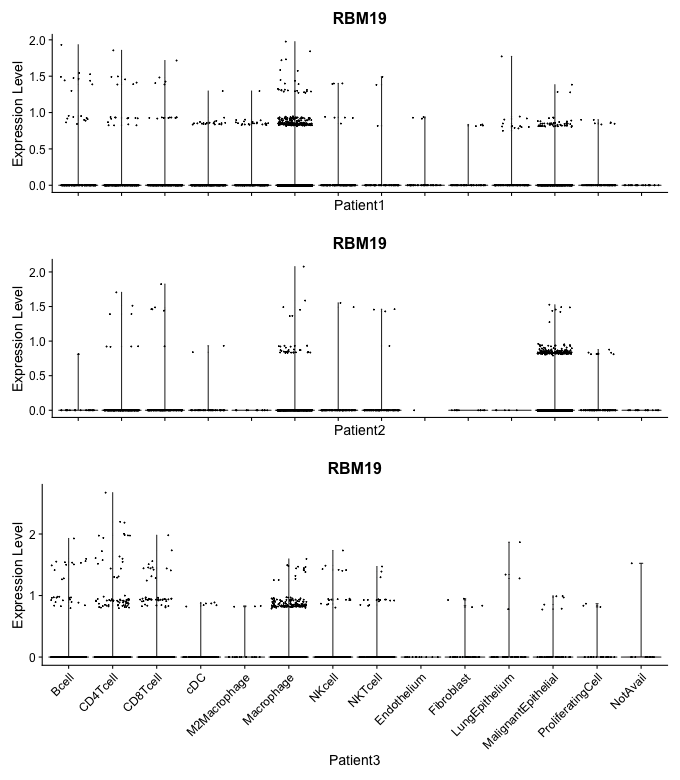 RBM19
Expression Level
2.0
1.5
1.0
0.5
0.0
Patient1
RBM19
Expression Level
2.0
1.5
1.0
0.5
0.0
Patient2
RBM19
Expression Level
2
1
0
Bcell
CD4Tcell
CD8Tcell
cDC
M2Macrophage
Macrophage
NKcell
NKTcell
Endothelium
Fibroblast
LungEpithelium
MalignantEpithelial
ProliferatingCell
NotAvail
Patient3